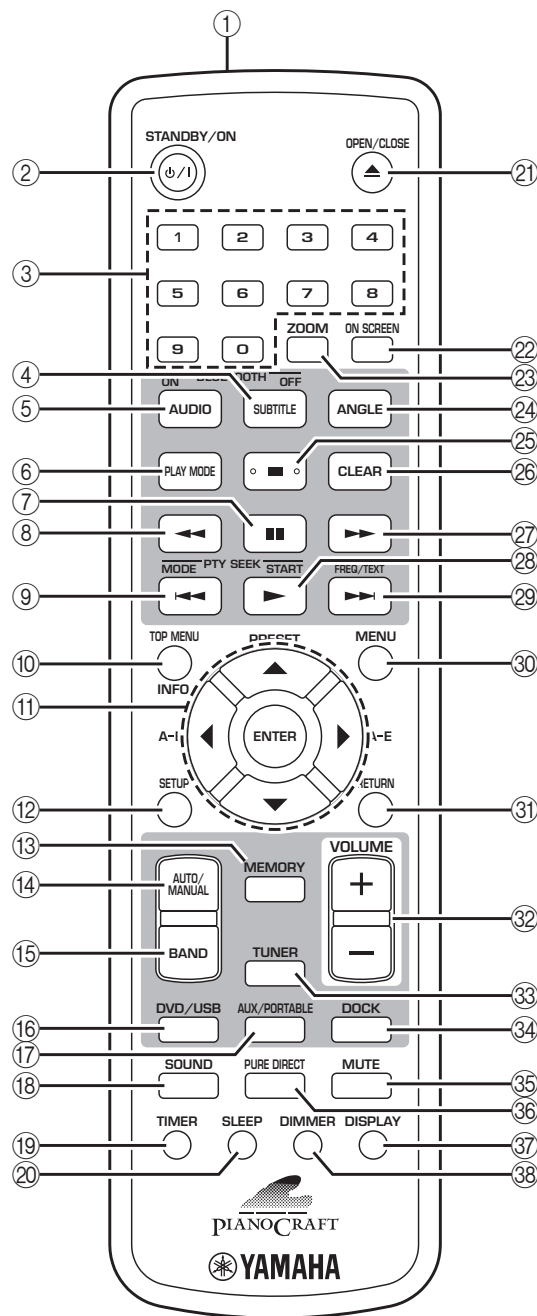 ①
STANDBY/ON
OPEN/CLOSE
② ⏻/I ㉑
1 2 3 4
③
5 6 7 8
9 0 ZOOM ON SCREEN
㉒
④ ON OFF ㉓
⑤ AUDIO SUBTITLE ANGLE ㉔
㉕
⑥ PLAY MODE CLEAR ㉖
⑦
⑧ ㉗
MODE PTY SEEK START FREQ/TEXT ㉘
⑨ ㉙
TOP MENU PRESET MENU
⑩ ㉚
INFO
⑪
ENTER A-E
SETUP RETURN
⑫ ㉛
⑬ VOLUME
MEMORY
⑭ AUTO/
MANUAL
+
㉜
⑮ BAND −
TUNER
㉝
DVD/USB AUX/PORTABLE DOCK
⑯ ㉞
⑰
SOUND PURE DIRECT MUTE
⑱ ㉟
㊱
TIMER SLEEP DIMMER DISPLAY
⑲ ㊲
⑳ ㊳
PIANOCRAFT
YAMAHA